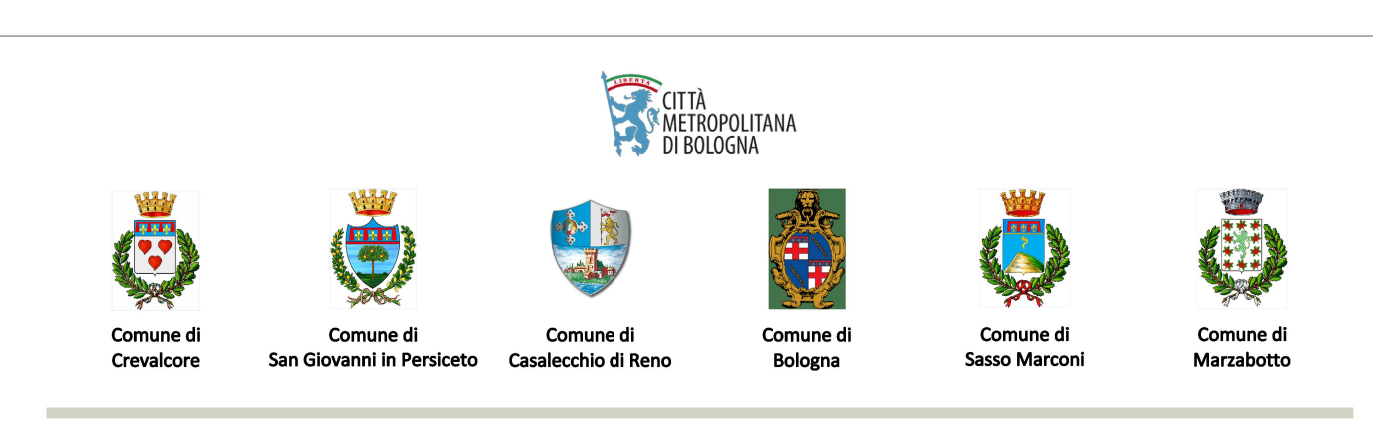 LIBERTA
CITTÀ
METROPOLITANA
DI BOLOGNA
Comune di
Crevalcore
Comune di
San Giovanni in Persiceto
Comune di
Casalecchio di Reno
Comune di
Bologna
Comune di
Sasso Marconi
Comune di
Marzabotto